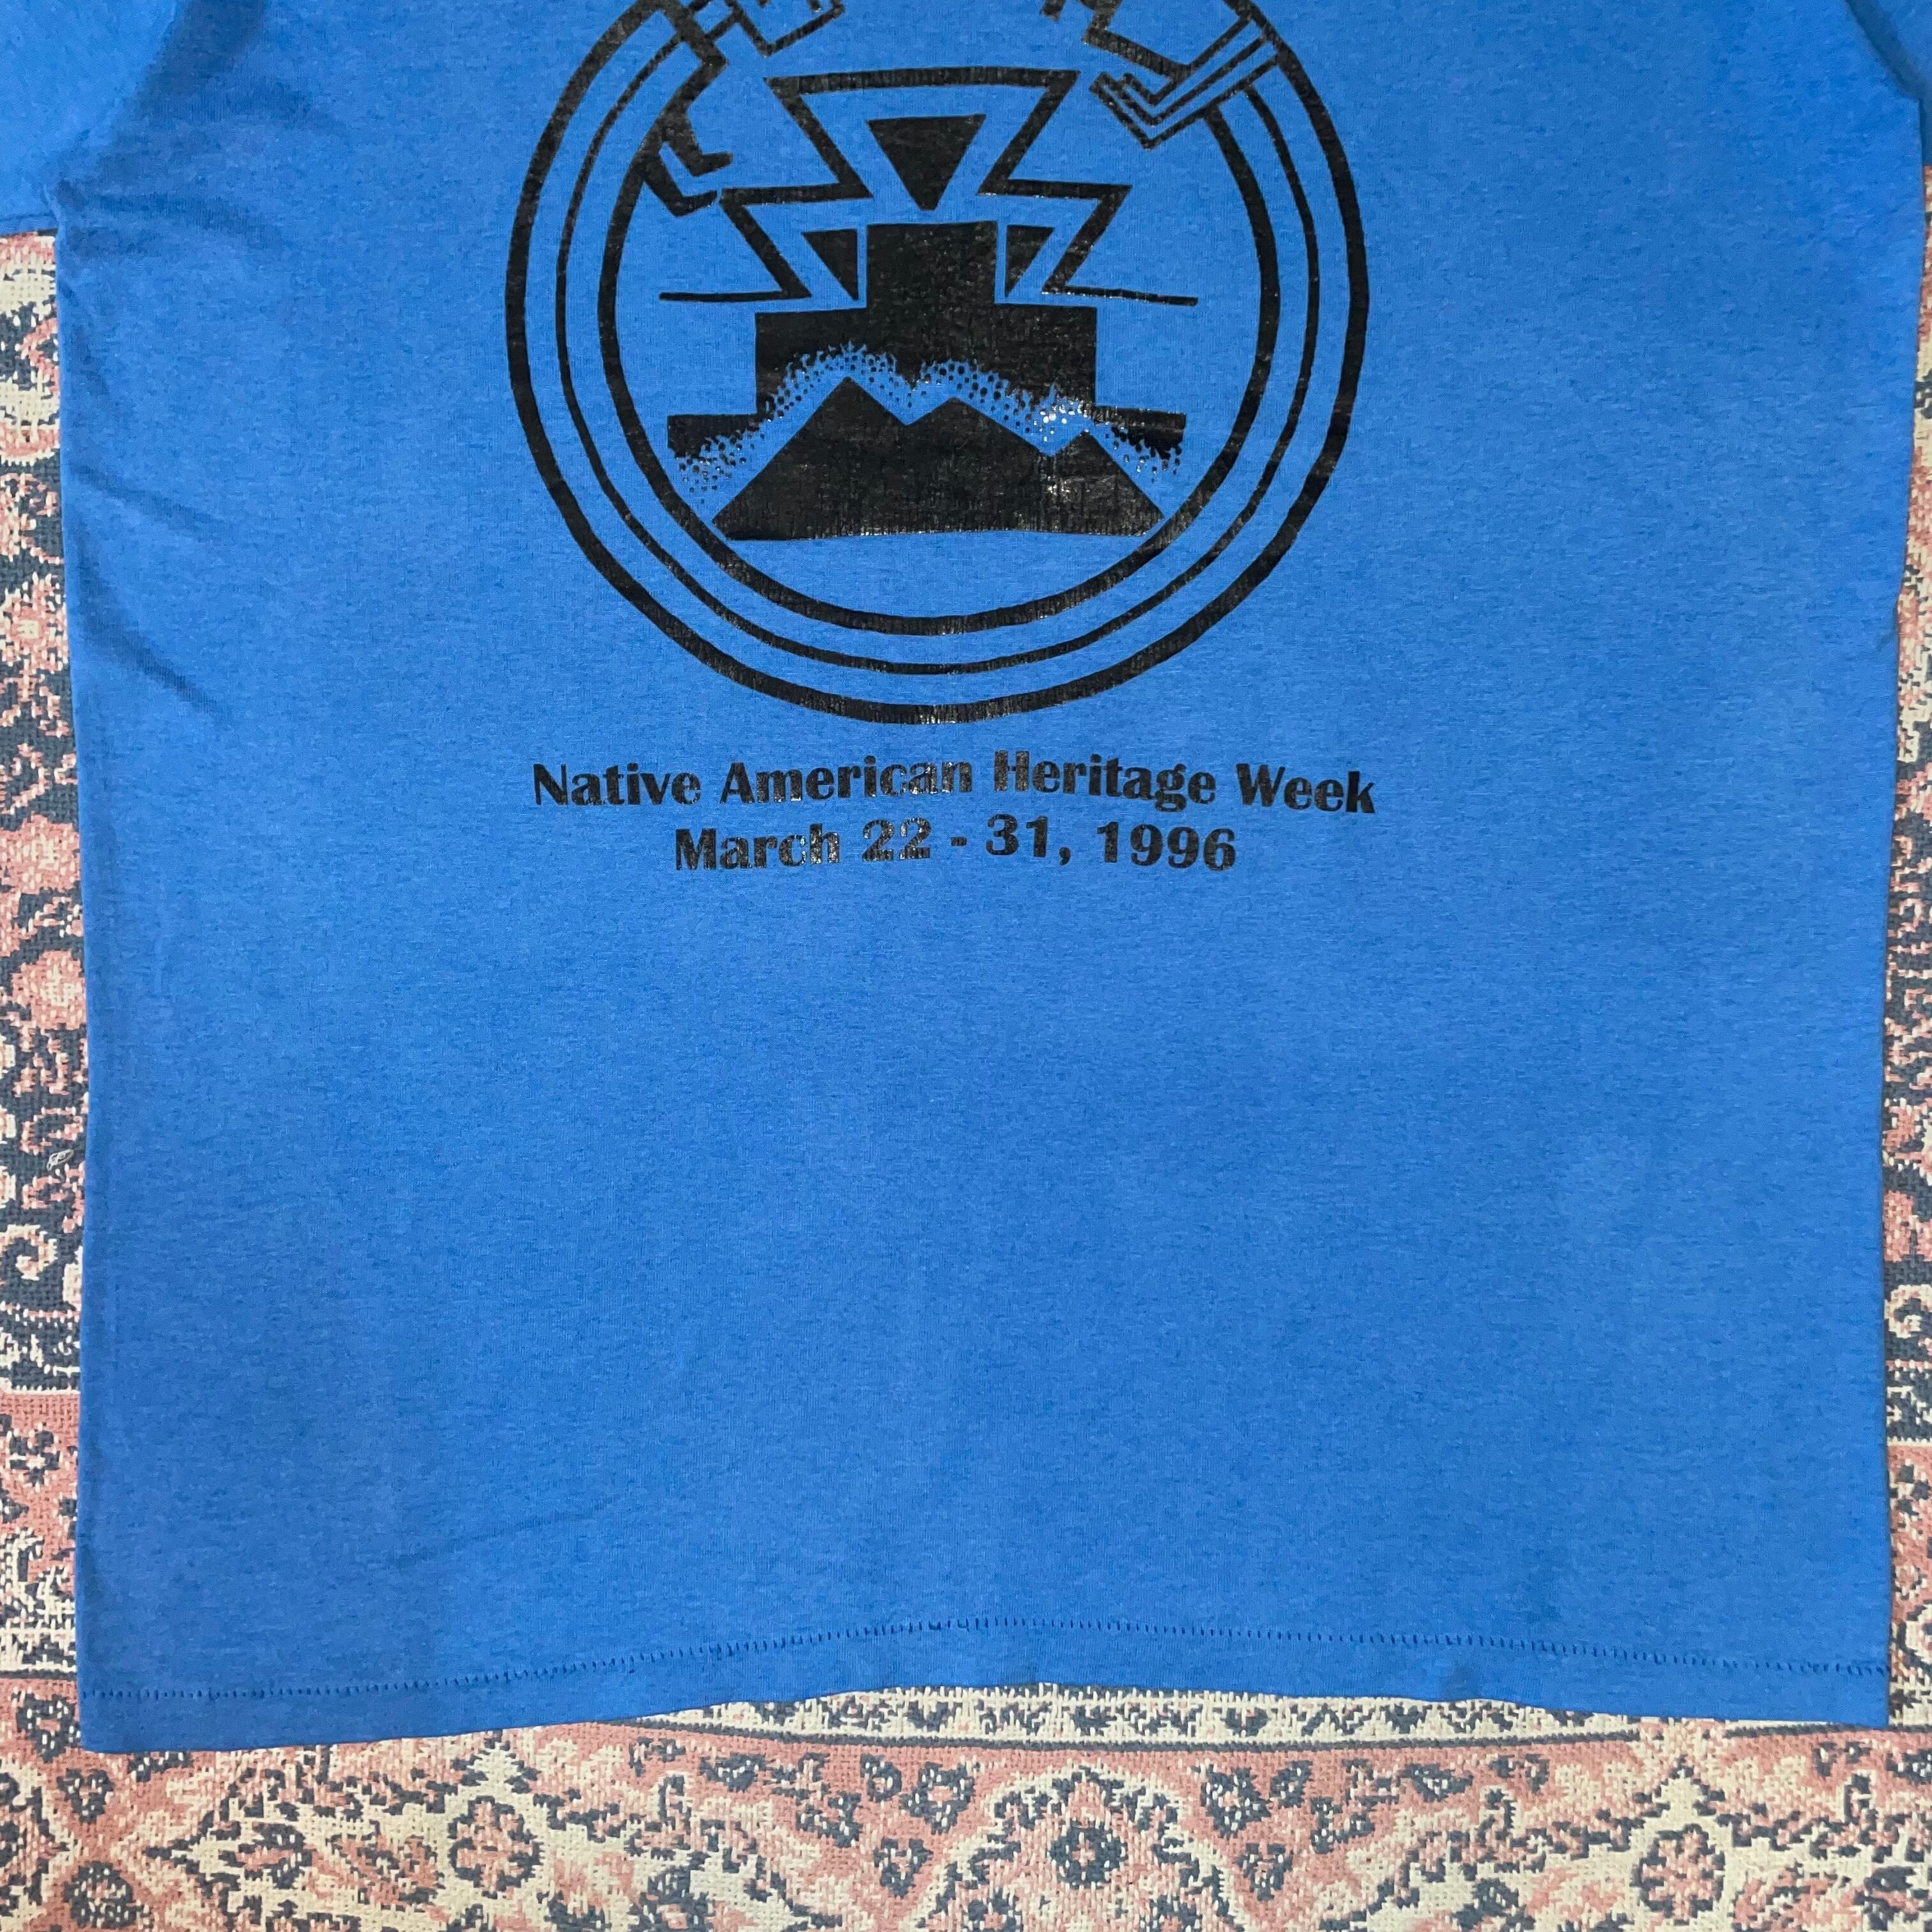 Native American Heritage Week
March 22 - 31, 1996